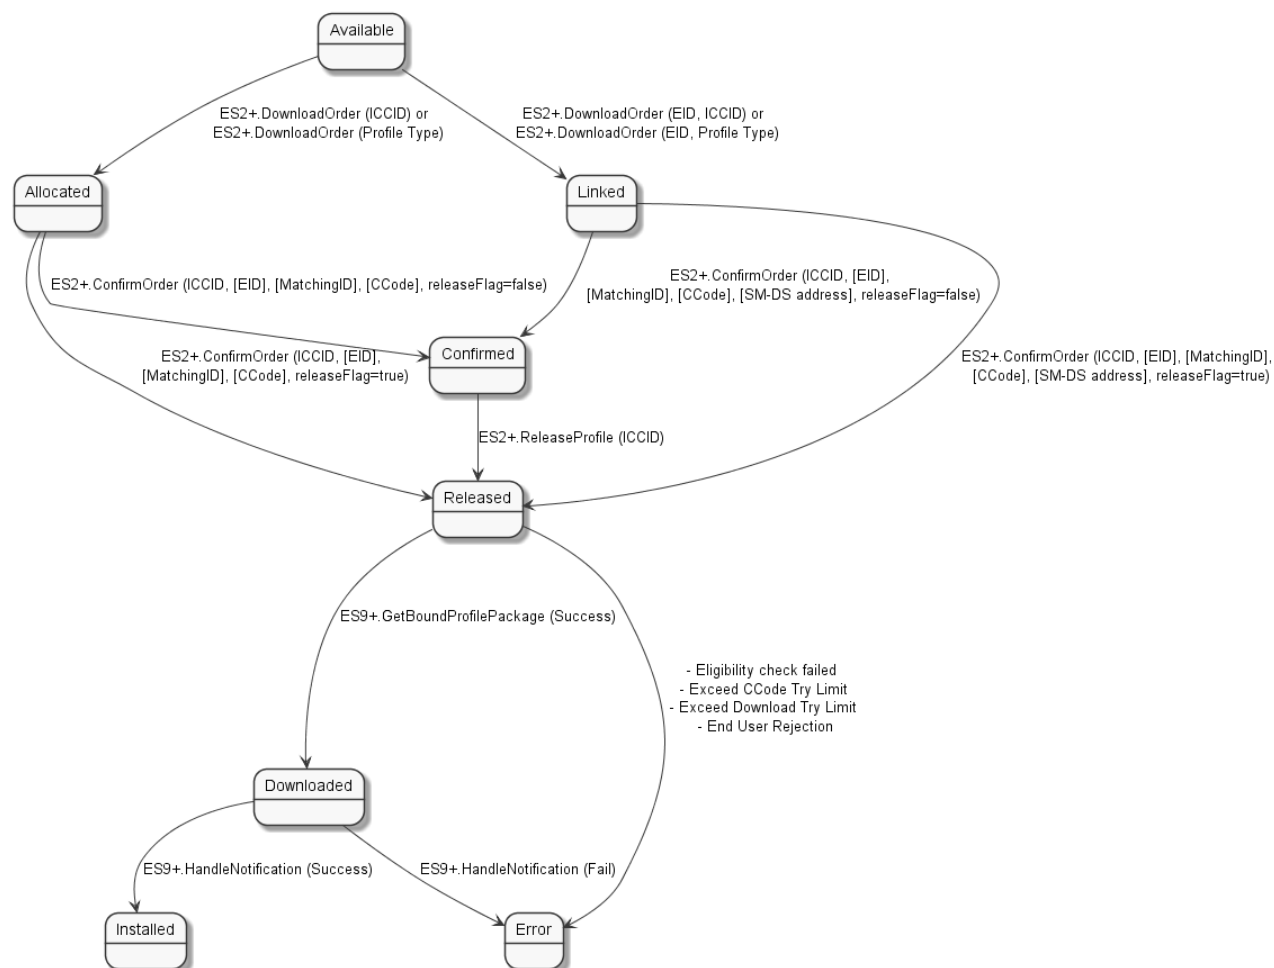 Available
ES2+.DownloadOrder (ICCID) or
ES2+.DownloadOrder (Profile Type)
ES2+.DownloadOrder (EID, ICCID) or
ES2+.DownloadOrder (EID, Profile Type)
Allocated
Linked
ES2+.ConfirmOrder (ICCID, [EID], [MatchingID], [CCode], releaseFlag=false)
ES2+.ConfirmOrder (ICCID, [EID],
[MatchingID], [CCode], [SM-DS address], releaseFlag=false)
Confirmed
ES2+.ConfirmOrder (ICCID, [EID],
[MatchingID], [CCode], releaseFlag=true)
ES2+.ConfirmOrder (ICCID, [EID], [MatchingID],
[CCode], [SM-DS address], releaseFlag=true)
ES2+.ReleaseProfile (ICCID)
Released
ES9+.GetBoundProfilePackage (Success)
- Eligibility check failed
- Exceed CCode Try Limit
- Exceed Download Try Limit
- End User Rejection
Downloaded
ES9+.HandleNotification (Success)
ES9+.HandleNotification (Fail)
Installed
Error